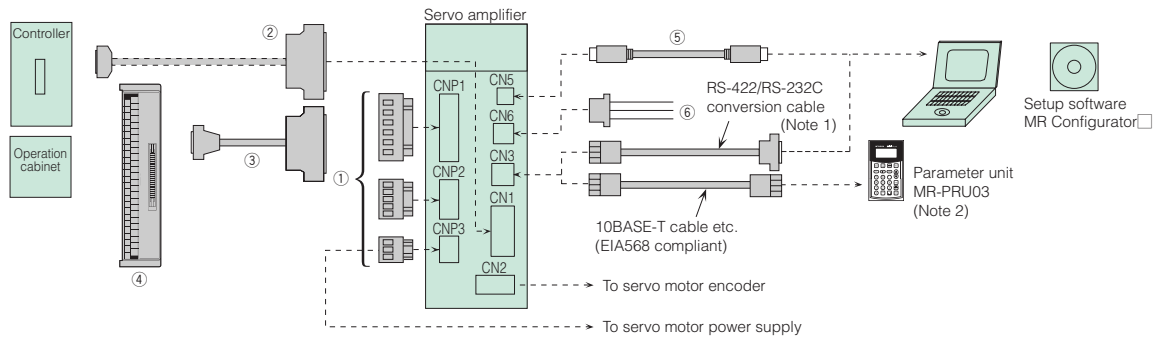 Servo amplifier
Controller
②
⑤
CNP1
CN5
RS-422/RS-232C
conversion cable
(Note 1)
Setup software
MR Configurator□
CN6
⑥
Operation
cabinet
③
①
CN3
CNP2
Parameter unit
MR-PRU03
(Note 2)
CN1
10BASE-T cable etc.
(EIA568 compliant)
CNP3
④
CN2
To servo motor encoder
To servo motor power supply